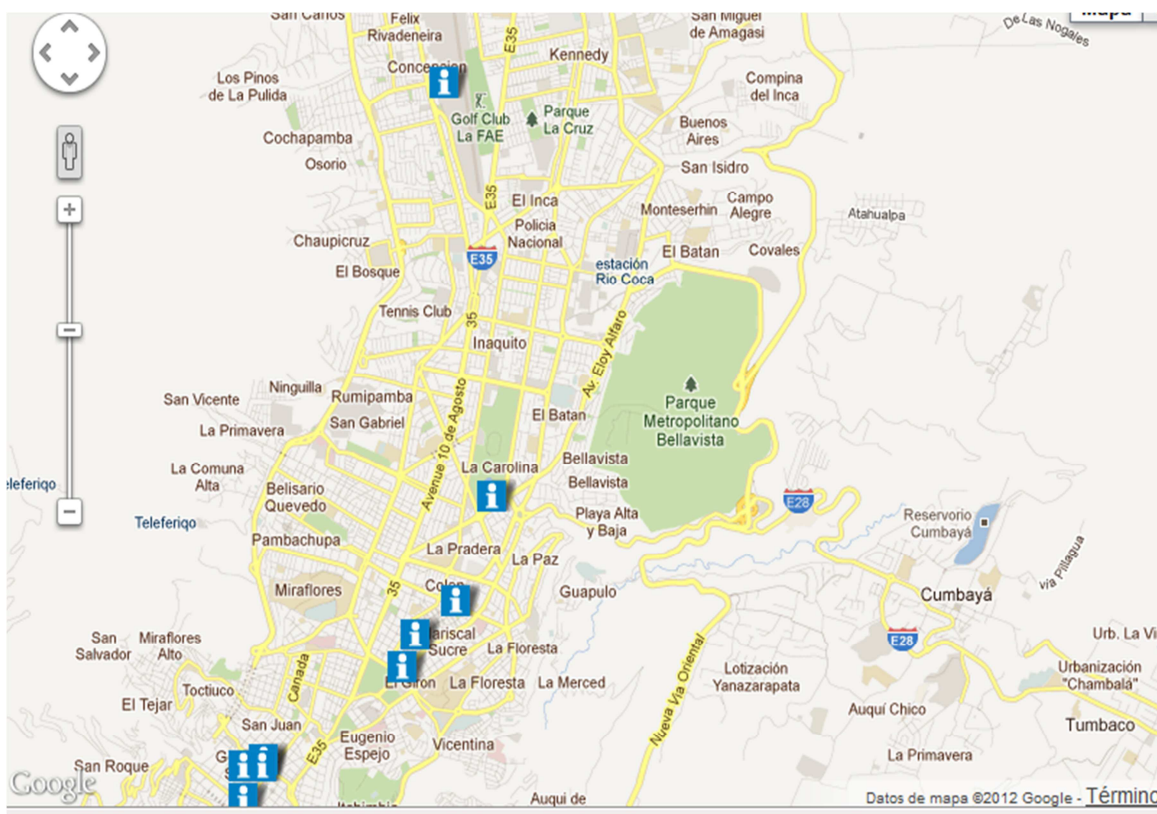 San Carlos
Felix
Rivadeneira
E35
San Miguel
de Amagasi
Mapa
De Las Nogales
Kennedy
Los Pinos
de La Pulida
Concepcion
Compina
del Inca
Golf Club
La FAE
Parque
La Cruz
Buenos
Aires
Cochapamba
Osorio
San Isidro
E35
El Inca
Monteserhin
Campo
Alegre
Atahualpa
Policia
Nacional
Chaupicruz
El Bosque
E35
estación
Rio Coca
El Batan
Covales
Tennis Club
35
Inaquito
Av. Eloy Alfaro
Ninguilla
San Vicente
Rumipamba
San Gabriel
La Primavera
Avenue 10 de Agosto
El Batan
Parque
Metropolitano
Bellavista
La Comuna
Alta
La Carolina
Bellavista
Bellavista
eleferiqo
Belisario
Quevedo
Teleferiqo
Playa Alta
y Baja
E28
Reservorio
Cumbayá
Pambachupa
La Pradera
La Paz
vía Pillagua
Miraflores
35
Colon
Guapulo
Cumbayá
San
Salvador
Miraflores
Alto
Mariscal
Sucre
La Floresta
E28
Urb. La Vi
Canada
Toctiuco
El Giron
La Floresta
La Merced
Lotización
Yanazarapata
Urbanización
"Chambalá"
El Tejar
Nueva Vía Oriental
Auquí Chico
San Juan
Eugenio
Espejo
Vicentina
Tumbaco
E35
San Roque
La Primavera
Google
Itchimbia
Auqui de
Datos de mapa ©2012 Google - Término